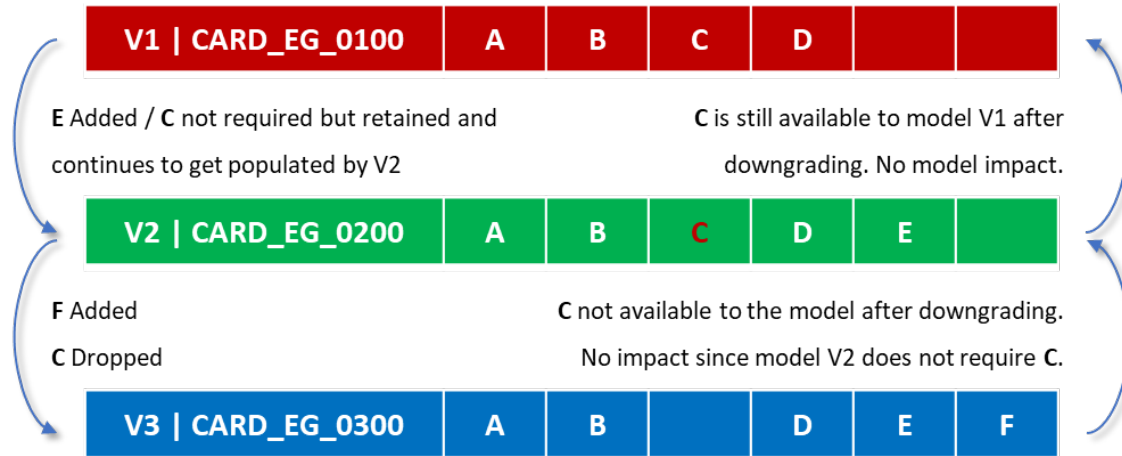 V1 | CARD_EG_0100 A B C D
E Added / C not required but retained and
continues to get populated by V2
C is still available to model V1 after
downgrading. No model impact.
V2 | CARD_EG_0200 A B C D E
F Added
C Dropped
C not available to the model after downgrading.
No impact since model V2 does not require C.
V3 | CARD_EG_0300 A B D E F